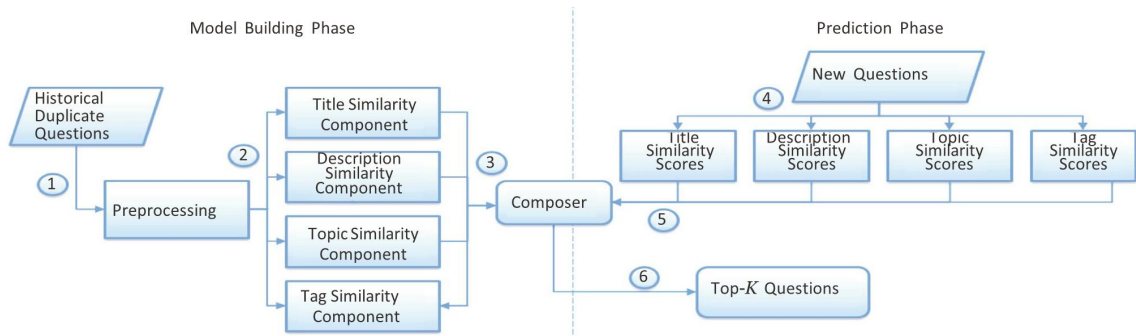 Model Building Phase
Prediction Phase
Historical
Duplicate
Questions
1
Preprocessing
2
Title Similarity
Component
Description
Similarity
Component
Topic Similarity
Component
Tag Similarity
Component
3
Composer
New Questions
4
Title
Similarity
Scores
Description
Similarity
Scores
Topic
Similarity
Scores
Tag
Similarity
Scores
5
6
Top-K Questions